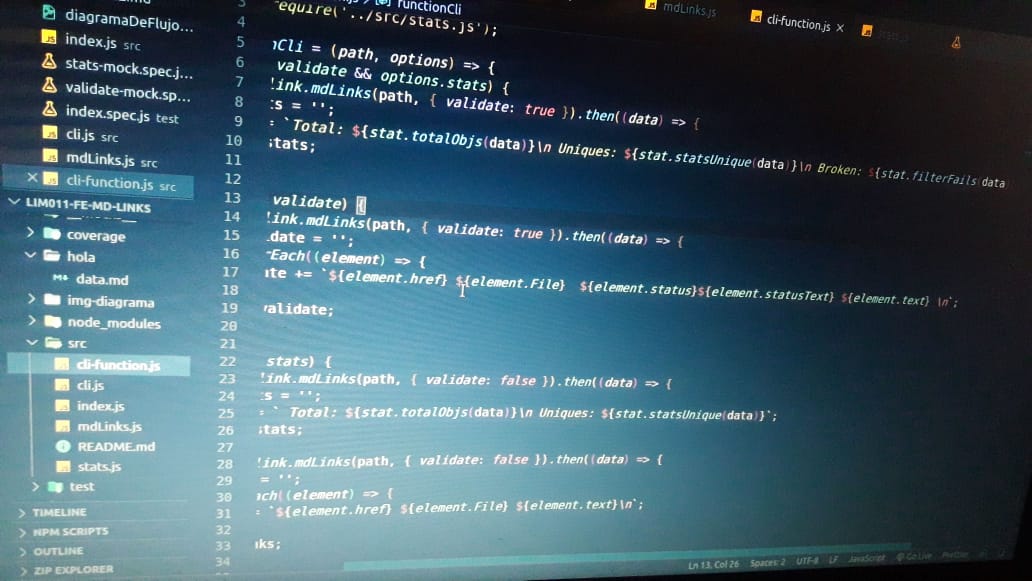 diagramaDeFlujo...
index.js src
stats-mock.spec.j...
validate-mock.sp...
index.spec.js test
cli.js src
mdLinks.js src
cli-function.js src
LIM011-FE-MD-LINKS
coverage
hola
data.md
img-diagrama
node_modules
src
cli-function.js
cli.js
index.js
mdLinks.js
README.md
stats.js
test
TIMELINE
NPM SCRIPTS
OUTLINE
ZIP EXPLORER
functionCli
mdLinks.js
cli-function.js
3
4 equire('../src/stats.js');
5
6 Cli = (path, options) => {
7 validate && options.stats) {
8 ink.mdLinks(path, { validate: true }).then((data) => {
9 s = '';
10 = `Total: ${stat.totalObjs(data)}\n Uniques: ${stat.statsUnique(data)}\n Broken: ${stat.filterFails(data
11 tats;
12
13
14 validate) {
15 ink.mdLinks(path, { validate: true }).then((data) => {
16 date = '';
17 Each((element) => {
18 te += `${element.href} ${element.File}  ${element.status}${element.statusText} ${element.text} \n`;
19
20 validate;
21
22 stats) {
23 ink.mdLinks(path, { validate: false }).then((data) => {
24 s = '';
25 = ` Total: ${stat.totalObjs(data)}\n Uniques: ${stat.statsUnique(data)}`;
26 tats;
27
28 ink.mdLinks(path, { validate: false }).then((data) => {
29 = '';
30 ach((element) => {
31 = `${element.href} ${element.File} ${element.text}\n`;
32
33 nks;
34
Ln 13, Col 26 Spaces: 2 UTF-8 LF JavaScript Go Live Prettier